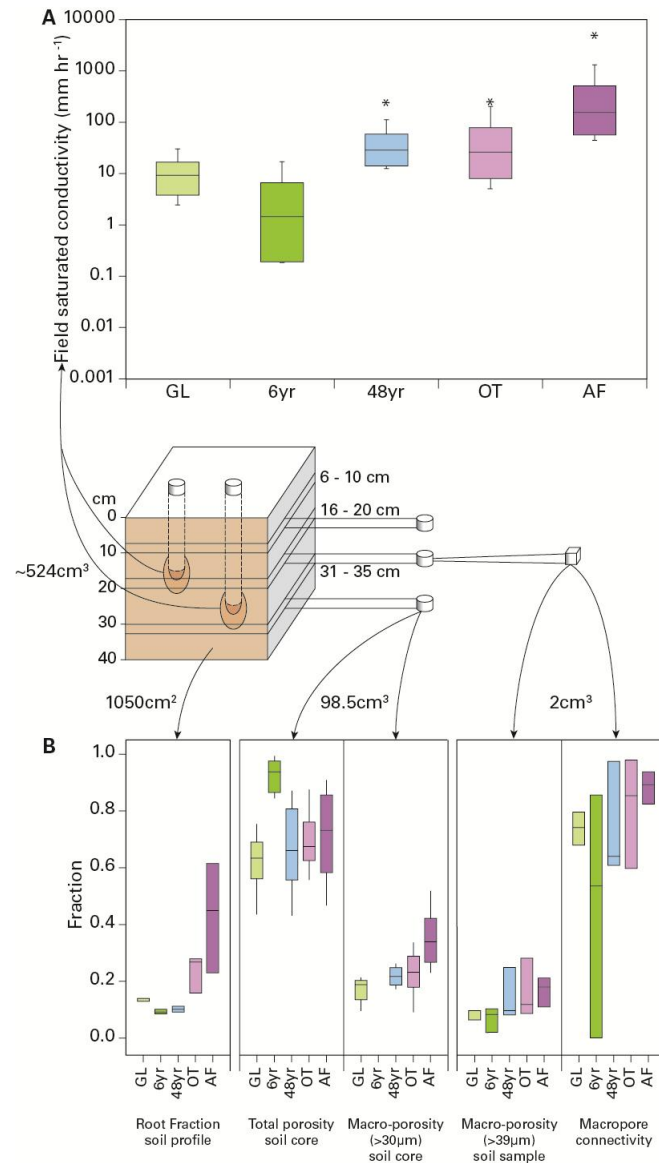 A
Field saturated conductivity (mm hr -1)
10000
1000
100
10
1
0.1
0.01
0.001
*
*
*
GL
6yr
48yr
OT
AF
cm
0
10
20
30
40
6 - 10 cm
16 - 20 cm
31 - 35 cm
~524cm³
1050cm²
98.5cm³
2cm³
B
Fraction
1.0
0.8
0.6
0.4
0.2
0.0
GL 6yr 48yr OT AF
GL 6yr 48yr OT AF
GL 6yr 48yr OT AF
GL 6yr 48yr OT AF
GL 6yr 48yr OT AF
Root Fraction
soil profile
Total porosity
soil core
Macro-porosity
(>30µm)
soil core
Macro-porosity
(>39µm)
soil sample
Macropore
connectivity